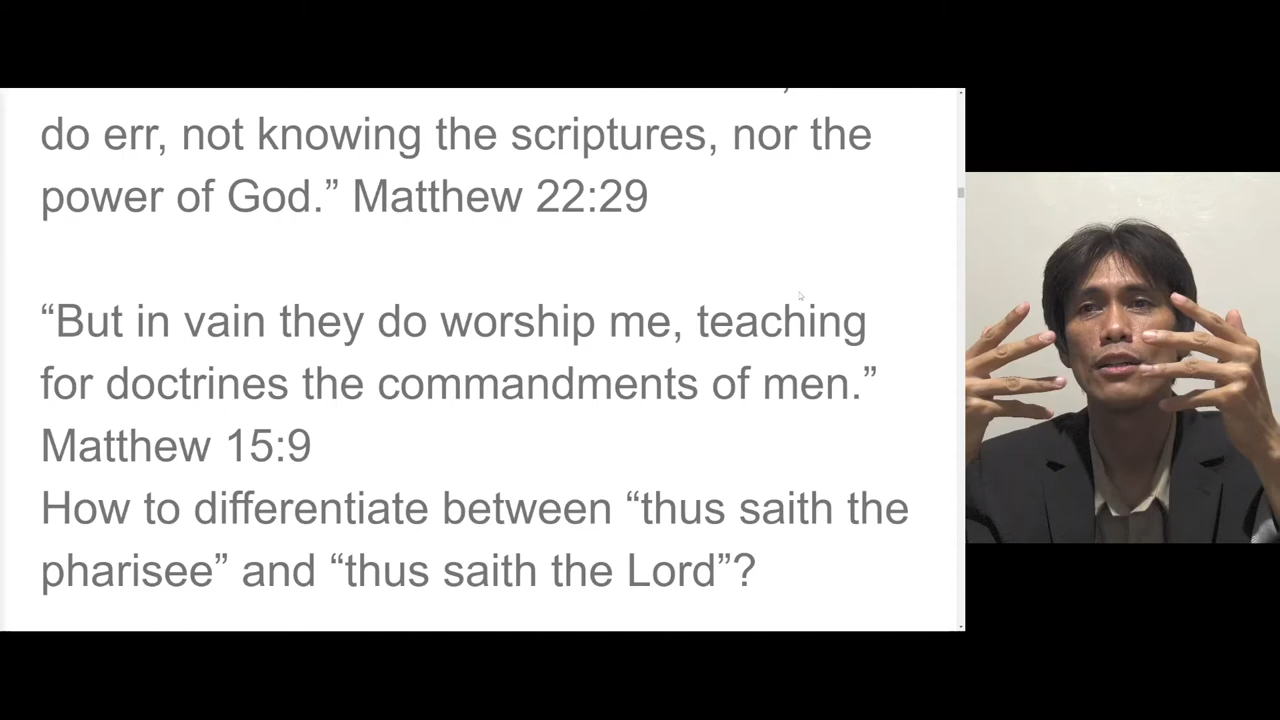 do err, not knowing the scriptures, nor the
power of God.” Matthew 22:29
“But in vain they do worship me, teaching
for doctrines the commandments of men.”
Matthew 15:9
How to differentiate between “thus saith the
pharisee” and “thus saith the Lord”?